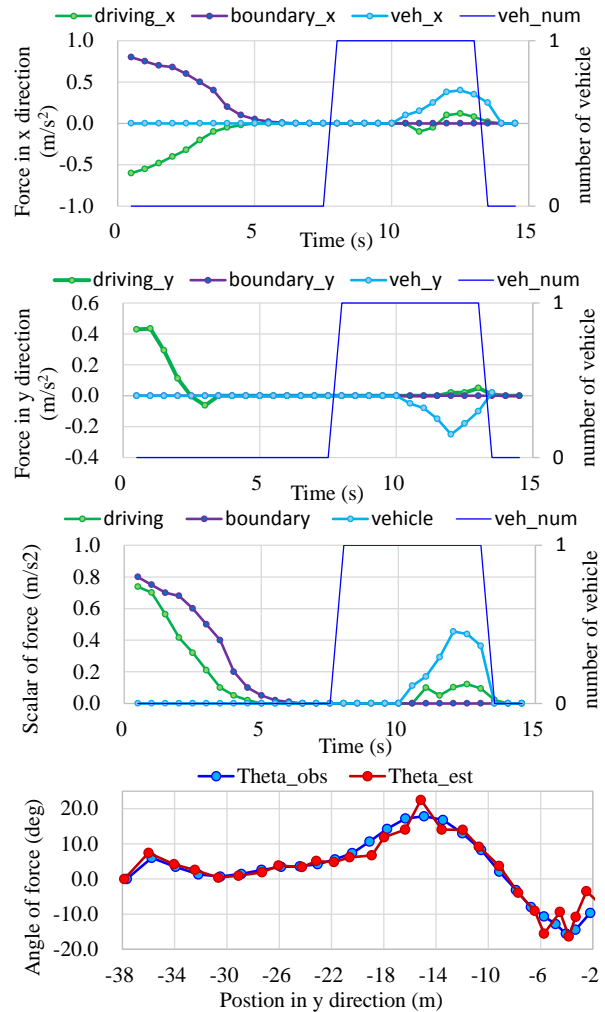 driving_x boundary_x veh_x veh_num
Force in x direction
(m/s²)
1.0
0.5
0.0
-0.5
-1.0
0 5 10 15
Time (s)
1
0
number of vehicle
driving_y boundary_y veh_y veh_num
Force in y direction
(m/s²)
0.6
0.4
0.2
0.0
-0.2
-0.4
0 5 10 15
Time (s)
1
0
number of vehicle
driving boundary vehicle veh_num
Scalar of force (m/s2)
1.0
0.8
0.6
0.4
0.2
0.0
0 5 10 15
Time (s)
1
0
number of vehicle
Theta_obs Theta_est
Angle of force (deg)
20.0
10.0
0.0
-10.0
-20.0
-38 -34 -30 -26 -22 -18 -14 -10 -6 -2
Postion in y direction (m)